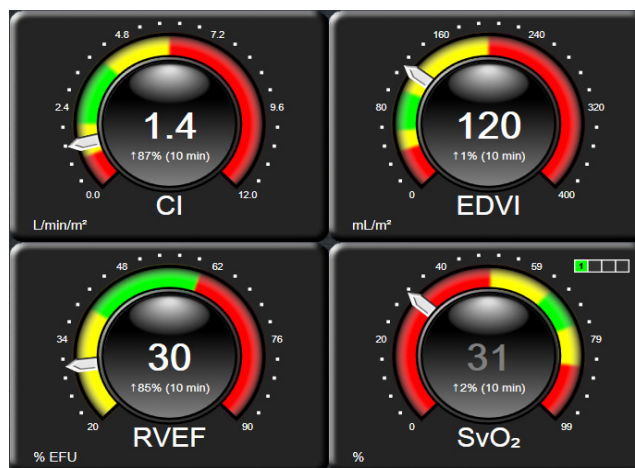 4.8 7.2
2.4 9.6
1.4
↑87% (10 min)
0.0 12.0
CI
L/min/m²
160 240
80 320
120
↑1% (10 min)
0 400
EDVI
mL/m²
48 62
34 76
30
↑85% (10 min)
20 90
RVEF
% EFU
40 59
1
20 79
31
↑2% (10 min)
0 99
SvO₂
%